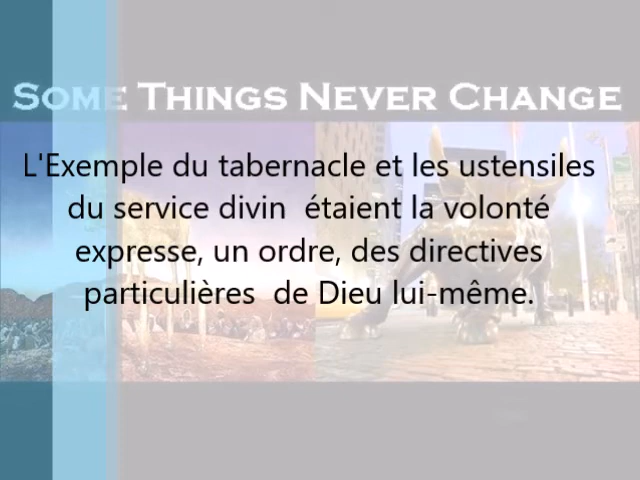 SOME THINGS NEVER CHANGE
L'Exemple du tabernacle et les ustensiles
du service divin étaient la volonté
expresse, un ordre, des directives
particulières de Dieu lui-même.